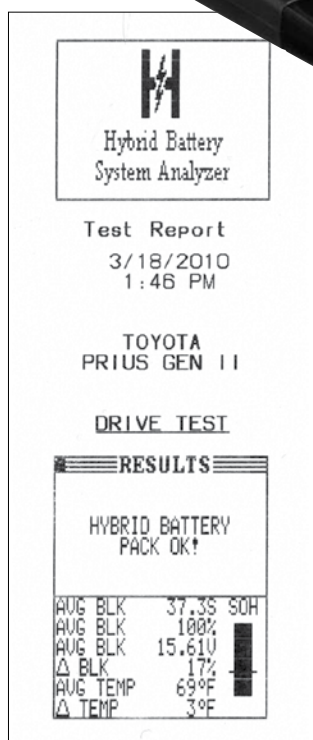 Hybrid Battery
System Analyzer
Test Report
3/18/2010
1:46 PM
TOYOTA
PRIUS GEN II
DRIVE TEST
RESULTS
HYBRID BATTERY
PACK OK!
AVG BLK 37.3S SOH
AVG BLK 100%
AVG BLK 15.61V
Δ BLK 17%
AVG TEMP 69°F
Δ TEMP 3°F